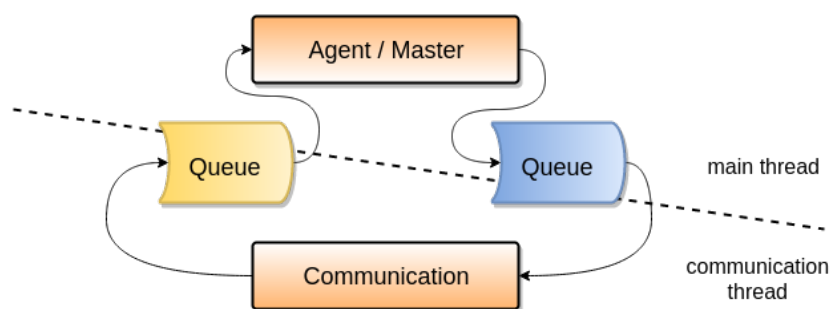 Agent / Master
Queue
Queue
main thread
Communication
communication
thread